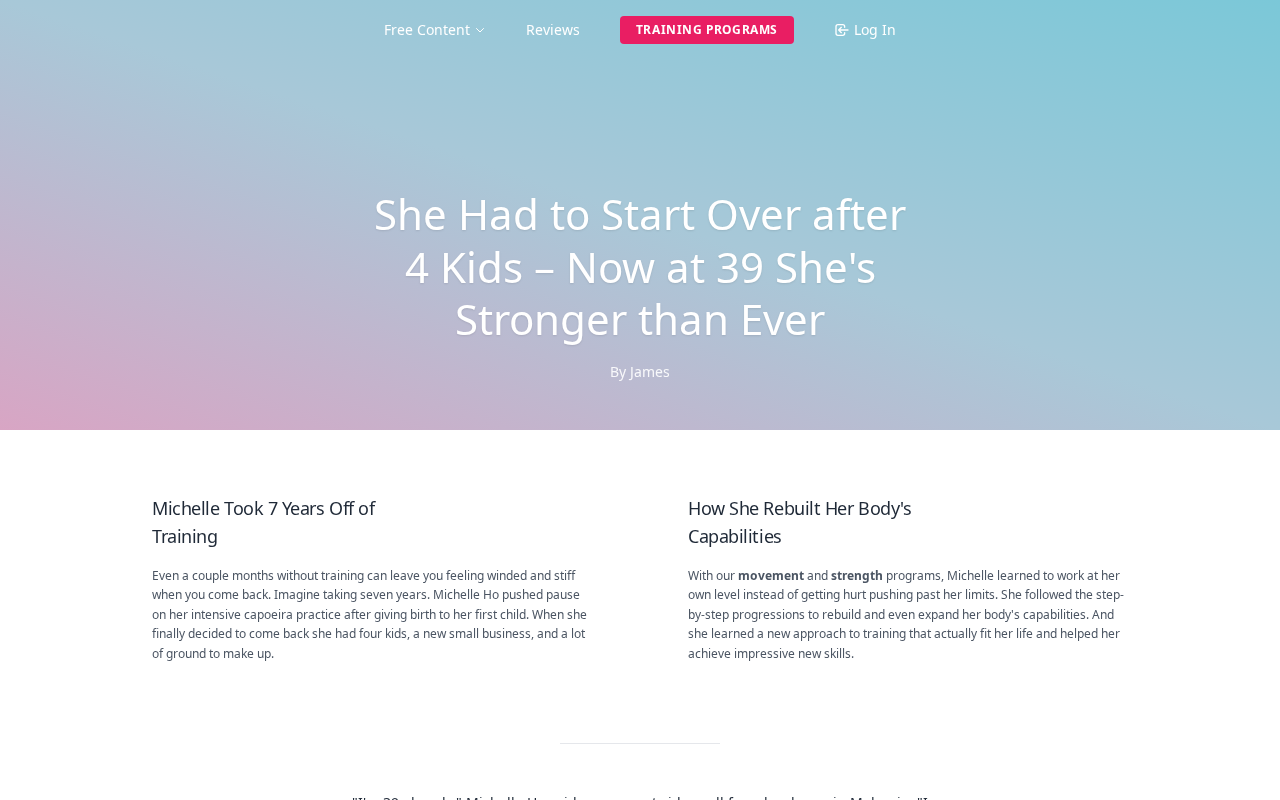 Free Content
Reviews
TRAINING PROGRAMS
Log In
She Had to Start Over after
4 Kids – Now at 39 She's
Stronger than Ever
By James
Michelle Took 7 Years Off of
Training
Even a couple months without training can leave you feeling winded and stiff
when you come back. Imagine taking seven years. Michelle Ho pushed pause
on her intensive capoeira practice after giving birth to her first child. When she
finally decided to come back she had four kids, a new small business, and a lot
of ground to make up.
How She Rebuilt Her Body's
Capabilities
With our movement and strength programs, Michelle learned to work at her
own level instead of getting hurt pushing past her limits. She followed the step-
by-step progressions to rebuild and even expand her body's capabilities. And
she learned a new approach to training that actually fit her life and helped her
achieve impressive new skills.